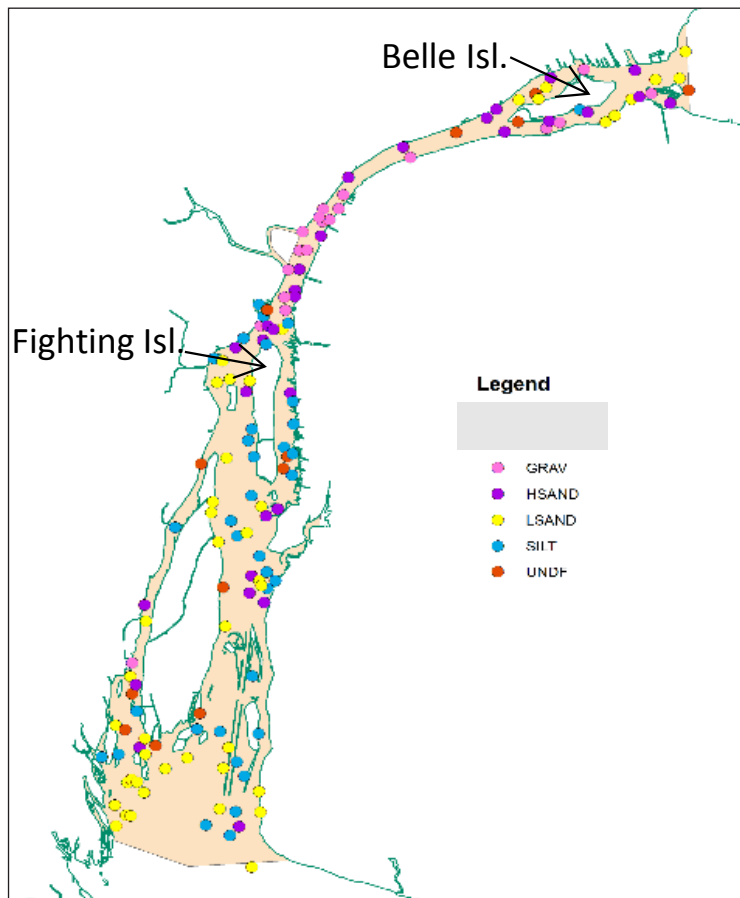 Belle Isl.
Fighting Isl.
Legend
GRAV
HSAND
LSAND
SILT
UNDF